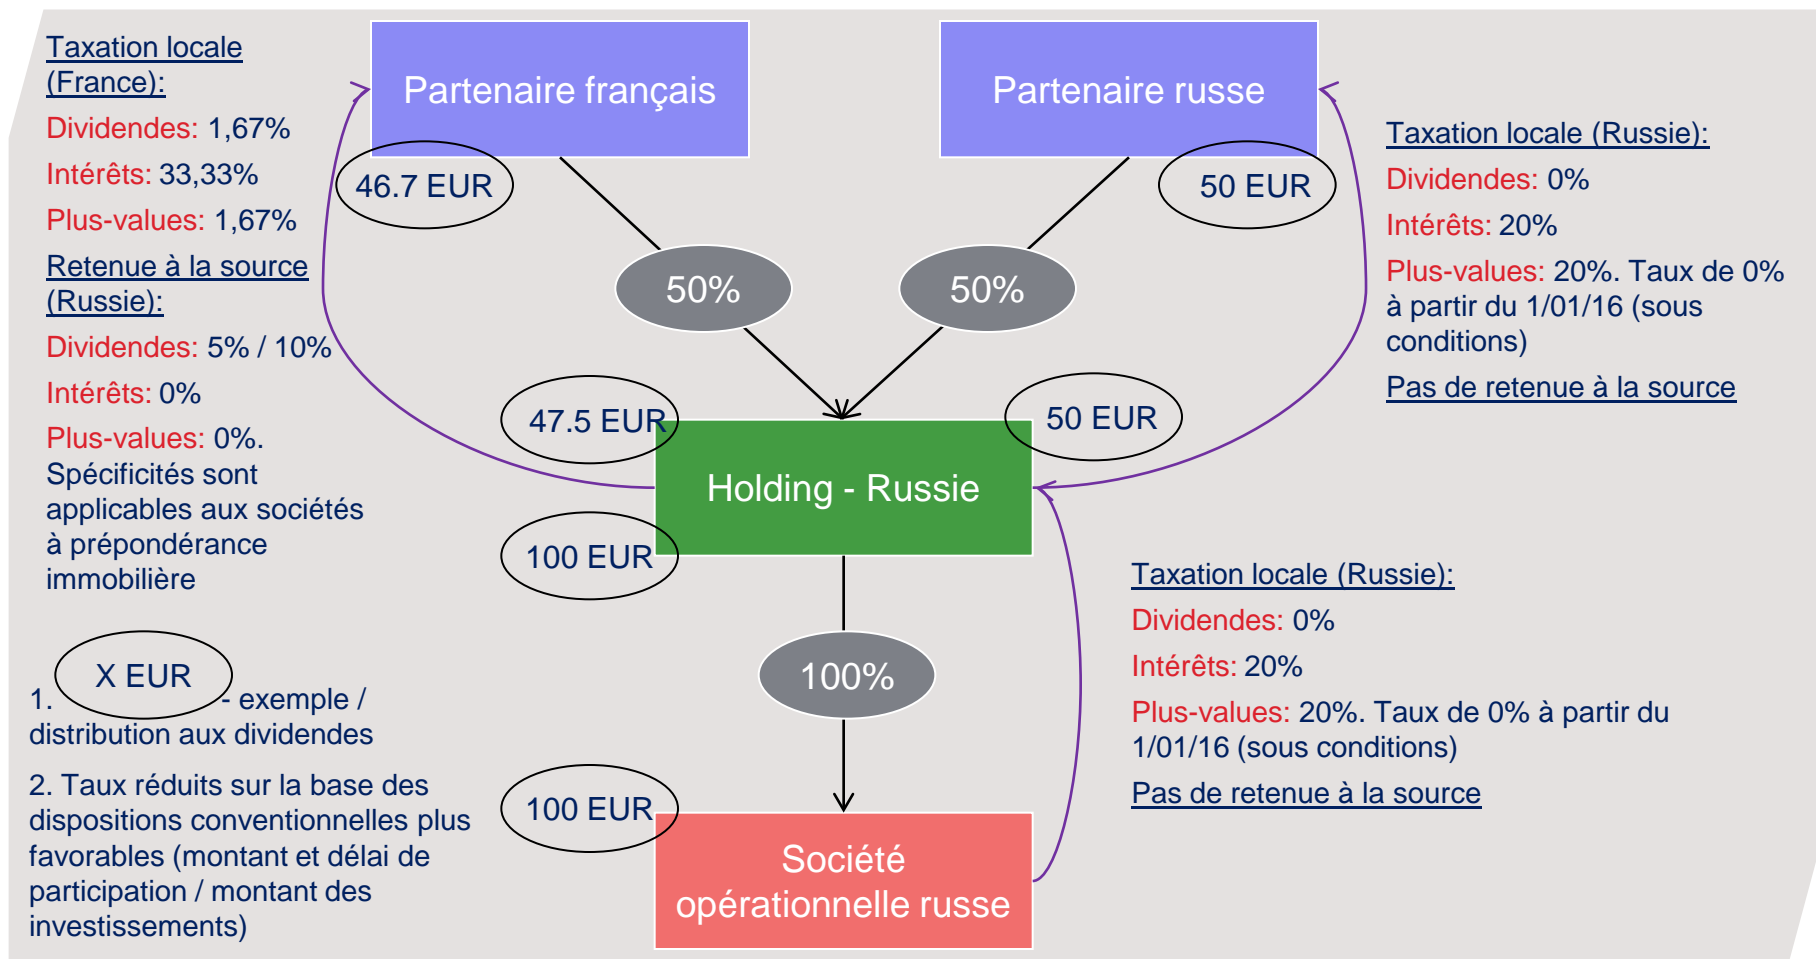 Taxation locale
(France):
Dividendes: 1,67%
Intérêts: 33,33%
Plus-values: 1,67%
Retenue à la source
(Russie):
Dividendes: 5% / 10%
Intérêts: 0%
Plus-values: 0%.
Spécificités sont
applicables aux sociétés
à prépondérance
immobilière
X EUR
1. - exemple /
distribution aux dividendes
2. Taux réduits sur la base des
dispositions conventionnelles plus
favorables (montant et délai de
participation / montant des
investissements)
Partenaire français
46.7 EUR
Partenaire russe
50 EUR
50%
50%
47.5 EUR
50 EUR
Holding - Russie
100 EUR
100%
100 EUR
Société
opérationnelle russe
Taxation locale (Russie):
Dividendes: 0%
Intérêts: 20%
Plus-values: 20%. Taux de 0%
à partir du 1/01/16 (sous
conditions)
Pas de retenue à la source
Taxation locale (Russie):
Dividendes: 0%
Intérêts: 20%
Plus-values: 20%. Taux de 0% à partir du
1/01/16 (sous conditions)
Pas de retenue à la source